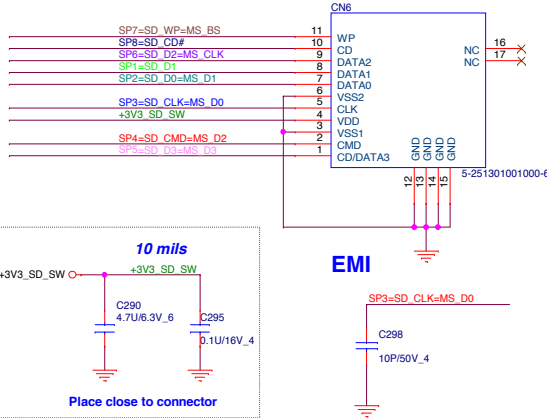 CN6
SP7=SD_WP=MS_BS 11 WP
SP8=SD_CD# 10 CD NC 16
SP6=SD_D2=MS_CLK 9 DATA2 NC 17
SP1=SD_D1 8 DATA1
SP2=SD_D0=MS_D1 7 DATA0
6 VSS2
SP3=SD_CLK=MS_D0 5 CLK
+3V3_SD_SW 4 VDD
3 VSS1
SP4=SD_CMD=MS_D2 2 CMD
SP5=SD_D3=MS_D3 1 CD/DATA3
GND GND GND GND
5-251301001000-6
12 13 14 15
10 mils
EMI
+3V3_SD_SW +3V3_SD_SW
SP3=SD_CLK=MS_D0
C290
4.7U/6.3V_6
C295
0.1U/16V_4
C298
10P/50V_4
Place close to connector